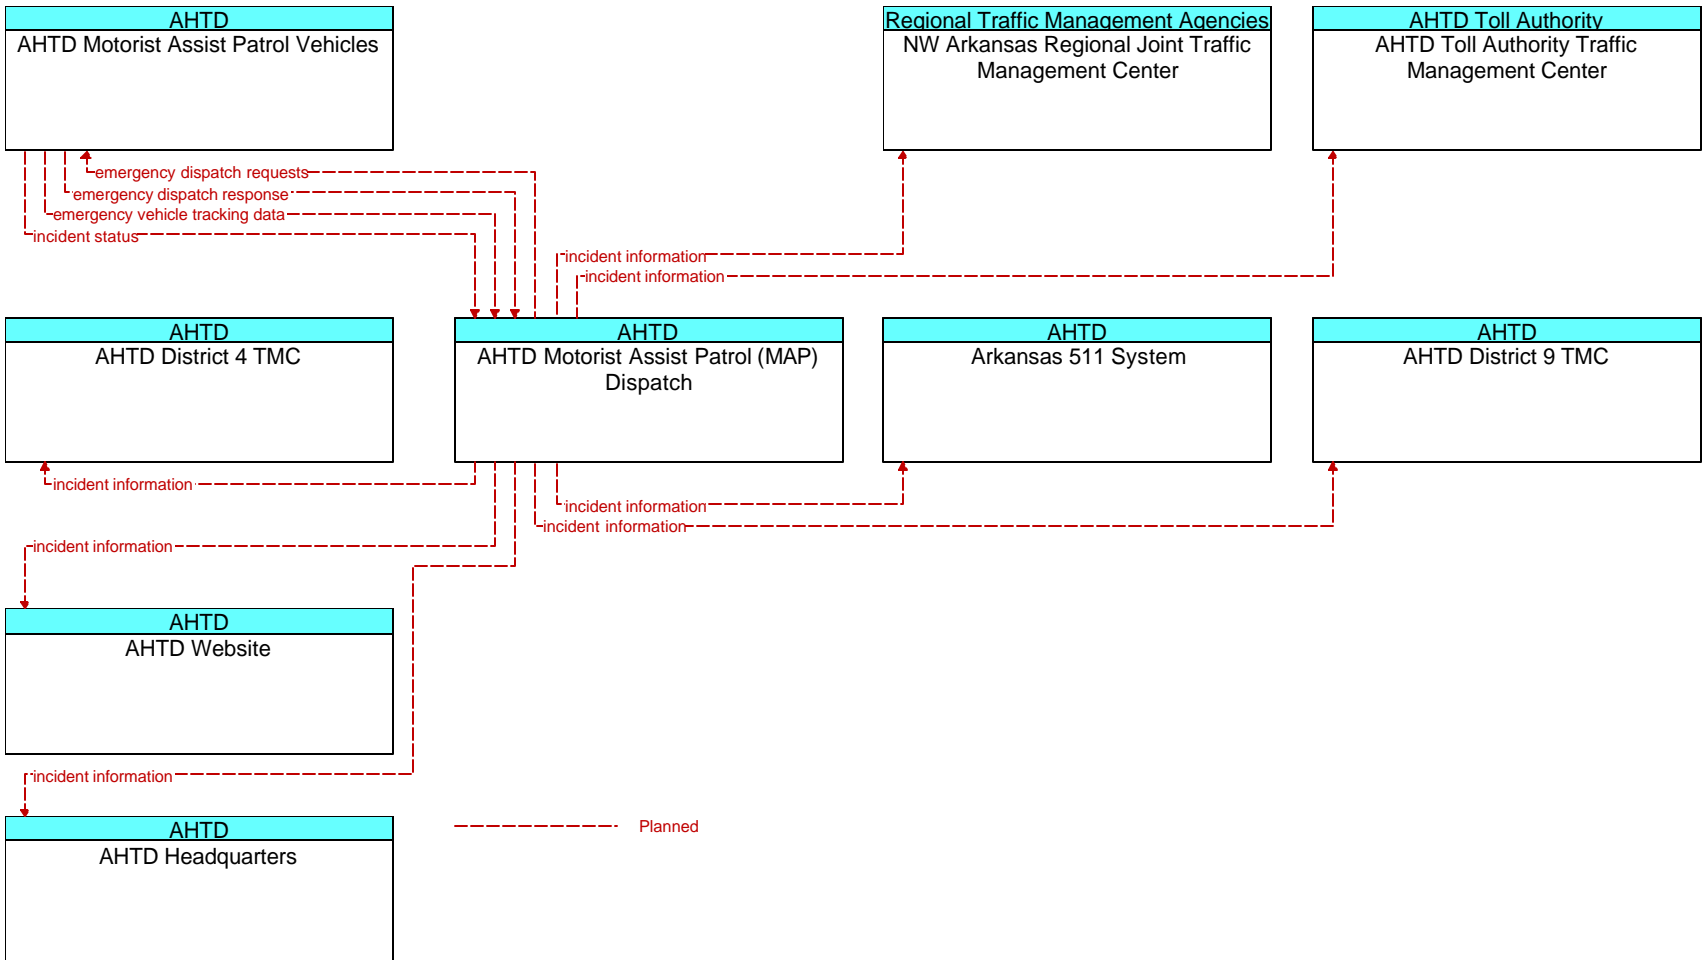 AHTD
AHTD Motorist Assist Patrol Vehicles
Regional Traffic Management Agencies
NW Arkansas Regional Joint Traffic
Management Center
AHTD Toll Authority
AHTD Toll Authority Traffic
Management Center
emergency dispatch requests
emergency dispatch response
emergency vehicle tracking data
incident status
incident information
incident information
AHTD
AHTD District 4 TMC
AHTD
AHTD Motorist Assist Patrol (MAP)
Dispatch
AHTD
Arkansas 511 System
AHTD
AHTD District 9 TMC
incident information
incident information
incident information
incident information
AHTD
AHTD Website
incident information
AHTD
AHTD Headquarters
Planned